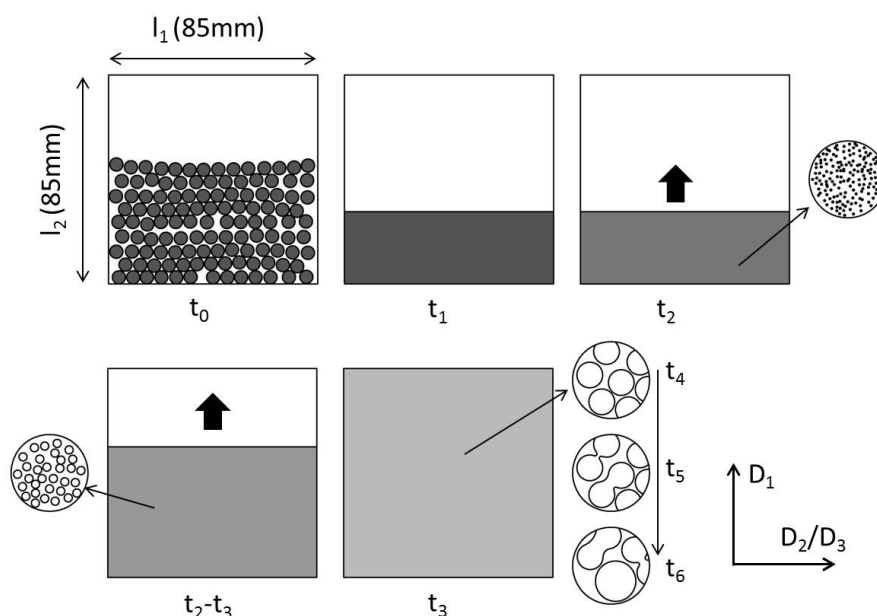 l₁ (85mm)
l₂ (85mm)
t₀
t₁
t₂
t₂-t₃
t₃
t₄
t₅
t₆
D₁
D₂/D₃